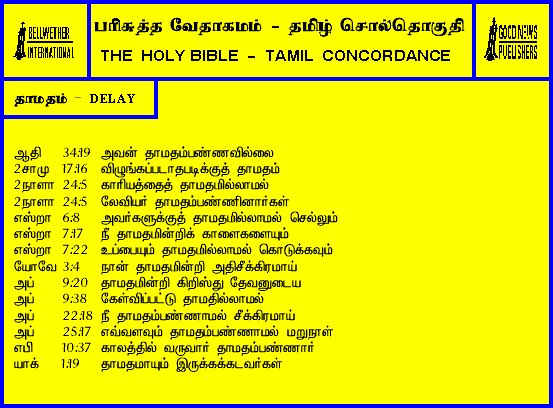 BELLWETHER
INTERNATIONAL
பரிசுத்த வேதாகமம் - தமிழ் சொல்தொகுதி
THE HOLY BIBLE - TAMIL CONCORDANCE
GOOD NEWS
PUBLISHERS
தாமதம் - DELAY
ஆதி 34:19 அவன் தாமதம்பண்ணவில்லை
2சாமு 17:16 விழுங்கப்படாதபடிக்குத் தாமதம்
2நாளா 24:5 காரியத்தைத் தாமதமில்லாமல்
2நாளா 24:5 லேவியர் தாமதம்பண்ணினார்கள்
எஸ்றா 6:8 அவர்களுக்குத் தாமதமில்லாமல் செல்லும்
எஸ்றா 7:17 நீ தாமதமின்றிக் காளைகளையும்
எஸ்றா 7:22 உப்பையும் தாமதமில்லாமல் கொடுக்கவும்
யோவே 3:4 நான் தாமதமின்றி அதிசீக்கிரமாய்
அப் 9:20 தாமதமின்றி கிறிஸ்து தேவனுடைய
அப் 9:38 கேள்விப்பட்டு தாமதில்லாமல்
அப் 22:18 நீ தாமதம்பண்ணாமல் சீக்கிரமாய்
அப் 25:17 எவ்வளவும் தாமதம்பண்ணாமல் மறுநாள்
எபி 10:37 காலத்தில் வருவார் தாமதம்பண்ணார்
யாக் 1:19 தாமதமாயும் இருக்கக்கடவர்கள்